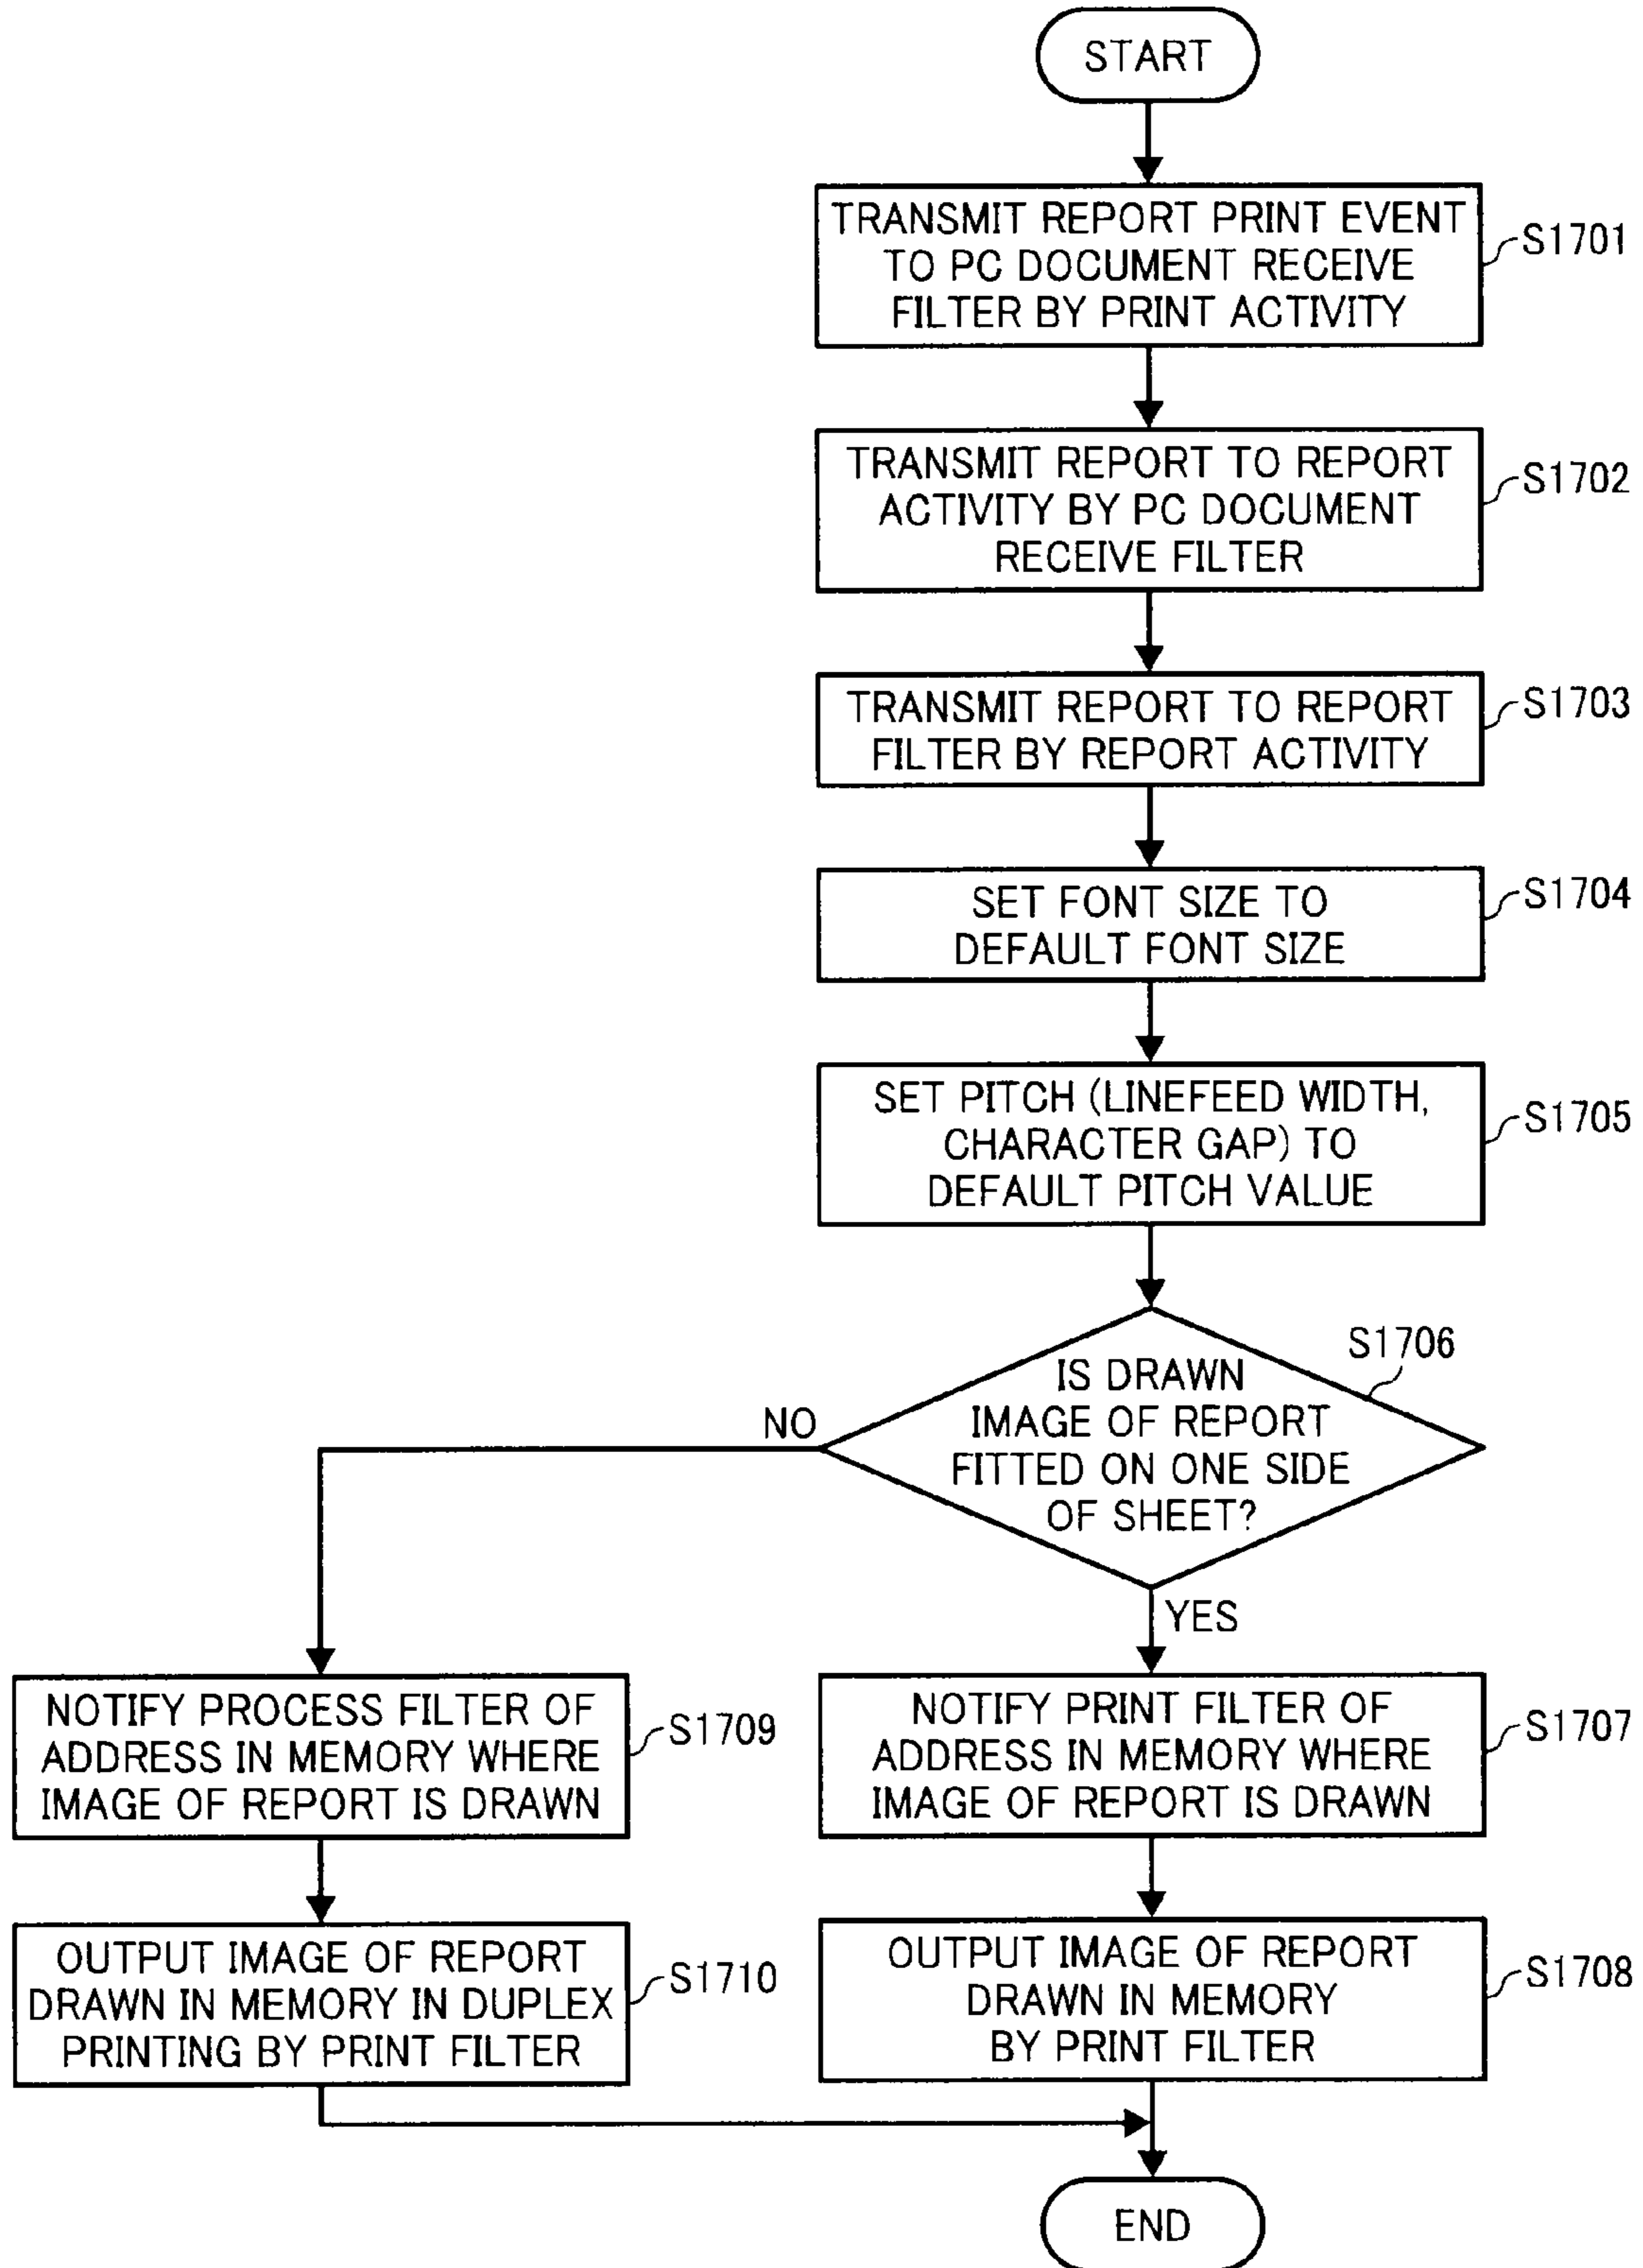 START
TRANSMIT REPORT PRINT EVENT
TO PC DOCUMENT RECEIVE
FILTER BY PRINT ACTIVITY
S1701
TRANSMIT REPORT TO REPORT
ACTIVITY BY PC DOCUMENT
RECEIVE FILTER
S1702
TRANSMIT REPORT TO REPORT
FILTER BY REPORT ACTIVITY
S1703
SET FONT SIZE TO
DEFAULT FONT SIZE
S1704
SET PITCH (LINEFEED WIDTH,
CHARACTER GAP) TO
DEFAULT PITCH VALUE
S1705
S1706
IS DRAWN
IMAGE OF REPORT
FITTED ON ONE SIDE
OF SHEET?
NO
YES
NOTIFY PROCESS FILTER OF
ADDRESS IN MEMORY WHERE
IMAGE OF REPORT IS DRAWN
S1709
NOTIFY PRINT FILTER OF
ADDRESS IN MEMORY WHERE
IMAGE OF REPORT IS DRAWN
S1707
OUTPUT IMAGE OF REPORT
DRAWN IN MEMORY IN DUPLEX
PRINTING BY PRINT FILTER
S1710
OUTPUT IMAGE OF REPORT
DRAWN IN MEMORY
BY PRINT FILTER
S1708
END